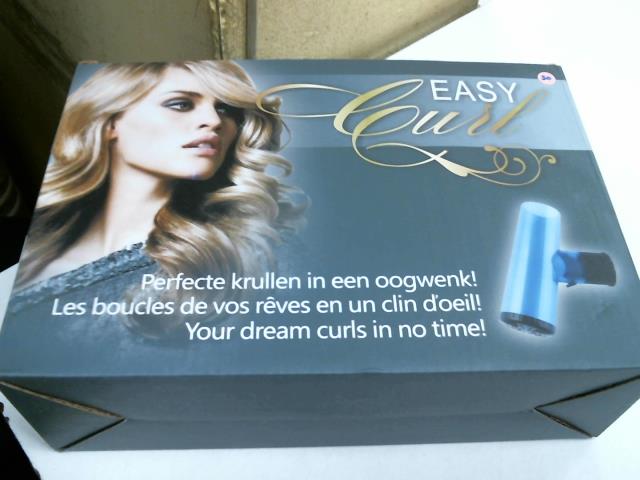 EASY
Curl
Perfecte krullen in een oogwenk!
Les boucles de vos rêves en un clin d'oeil!
Your dream curls in no time!